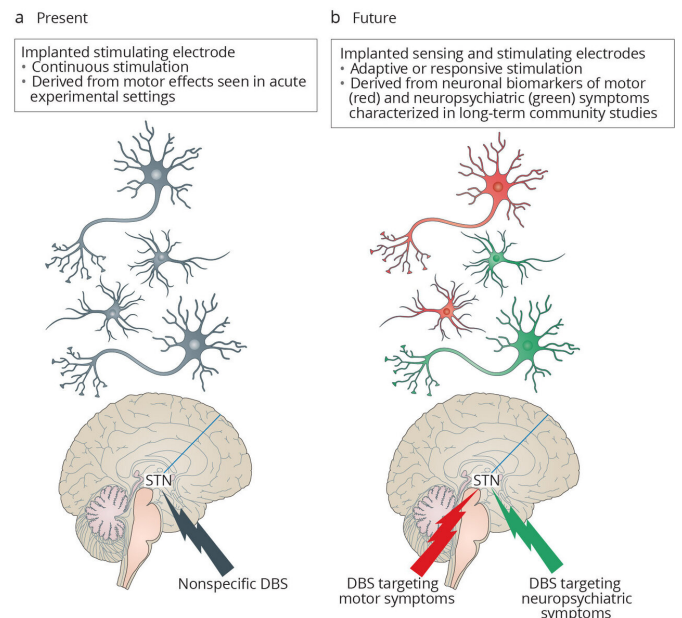 a Present
Implanted stimulating electrode
• Continuous stimulation
• Derived from motor effects seen in acute
experimental settings
STN
Nonspecific DBS
b Future
Implanted sensing and stimulating electrodes
• Adaptive or responsive stimulation
• Derived from neuronal biomarkers of motor
(red) and neuropsychiatric (green) symptoms
characterized in long-term community studies
STN
DBS targeting
motor symptoms
DBS targeting
neuropsychiatric
symptoms